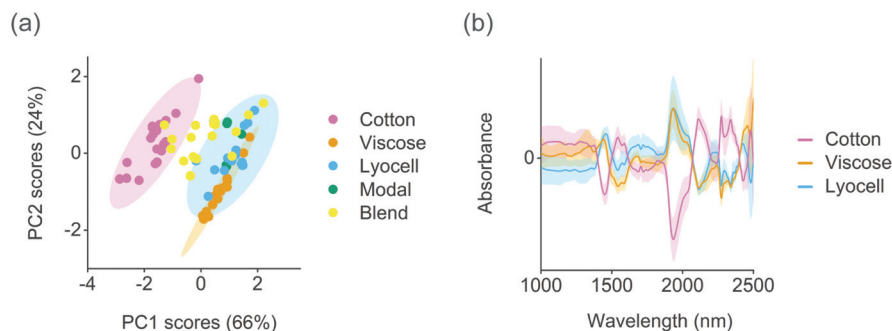 (a)
PC2 scores (24%)
2
0
-2
-4
-2
0
2
PC1 scores (66%)
Cotton
Viscose
Lyocell
Modal
Blend
(b)
Absorbance
0
1000
1500
2000
2500
Wavelength (nm)
Cotton
Viscose
Lyocell